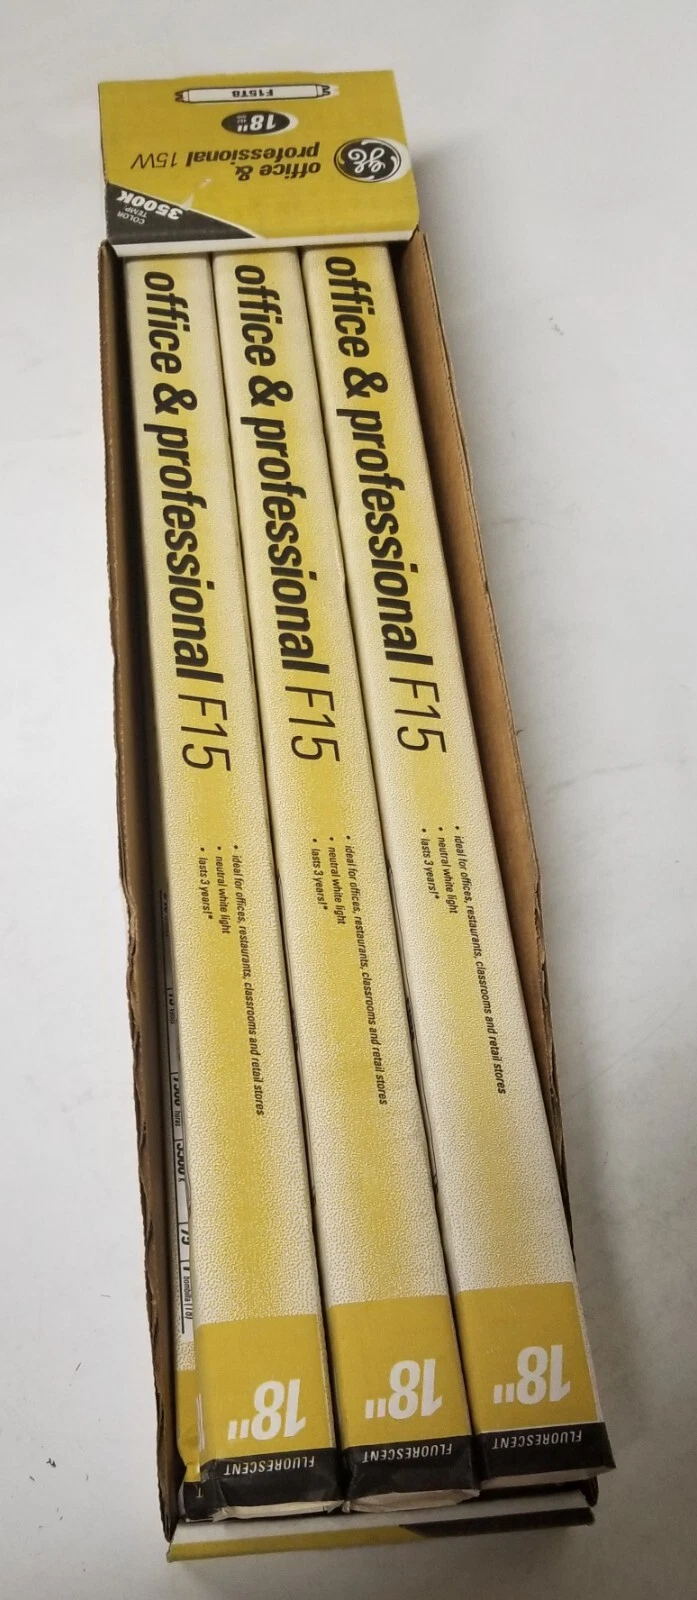 F15T8
18"
GE
office &
professional 15W
COLOR
TEMP.
3500K
office & professional F15
• ideal for offices, restaurants, classrooms and retail stores
• neutral white light
• lasts 3 years!*
18"
FLUORESCENT
office & professional F15
• ideal for offices, restaurants, classrooms and retail stores
• neutral white light
• lasts 3 years!*
18"
FLUORESCENT
office & professional F15
• ideal for offices, restaurants, classrooms and retail stores
• neutral white light
• lasts 3 years!*
18"
FLUORESCENT